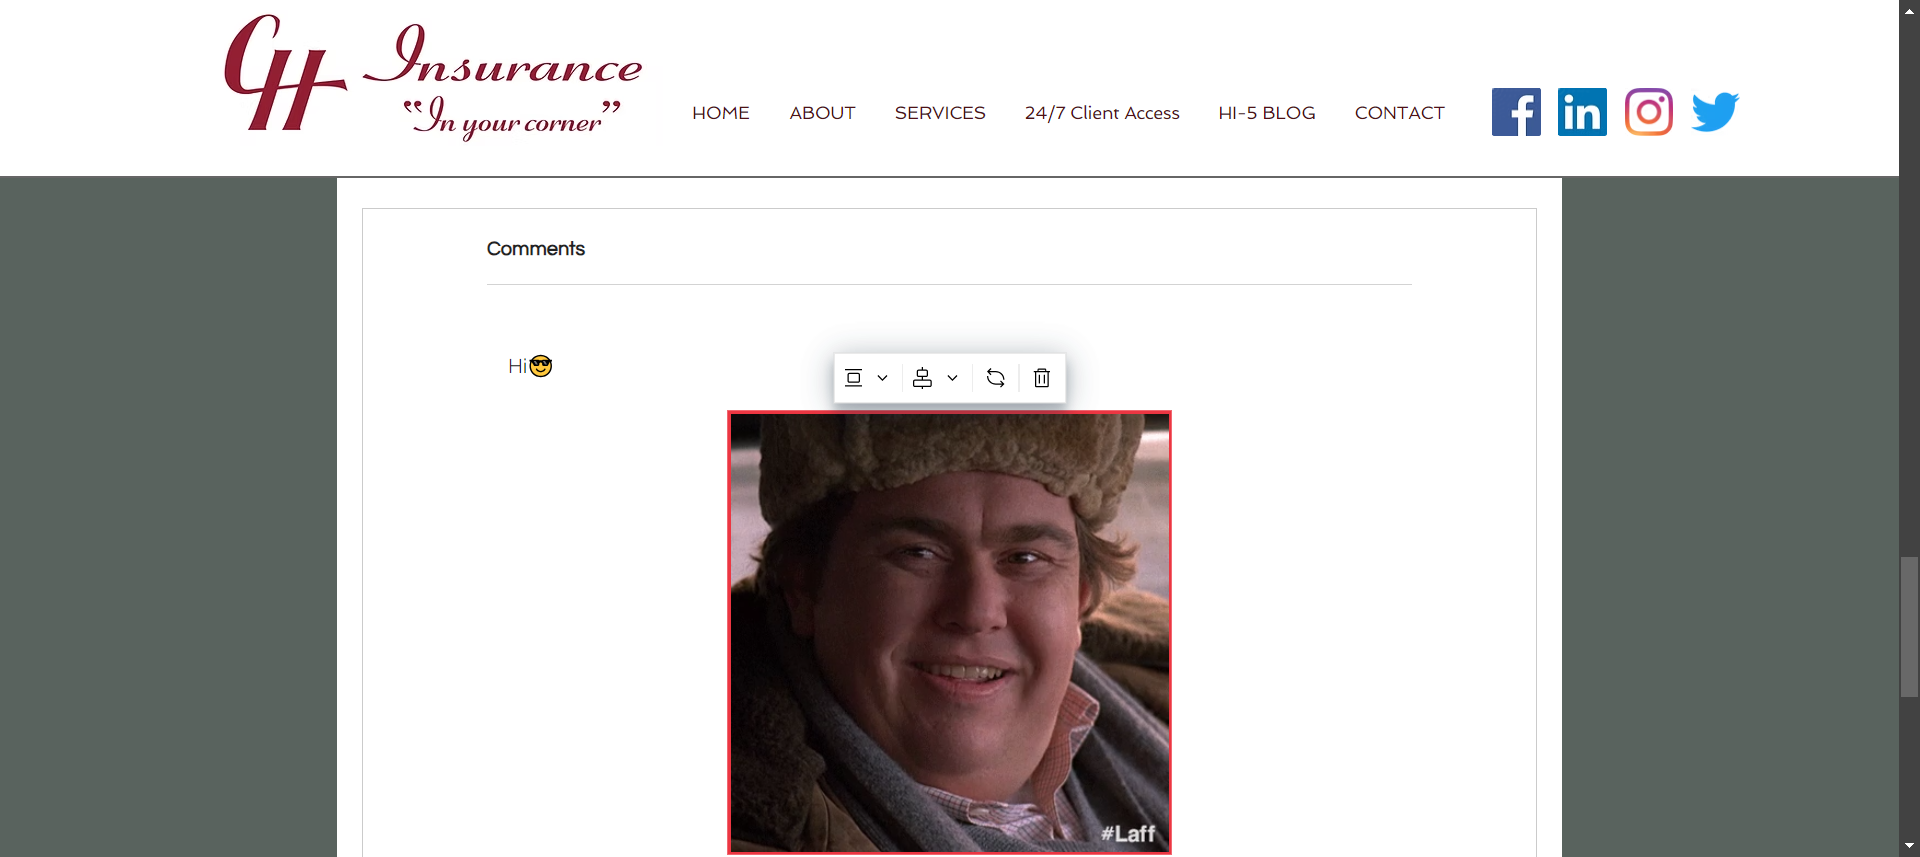 CH Insurance
"In your corner"
HOME ABOUT SERVICES 24/7 Client Access HI-5 BLOG CONTACT
Comments
Hi😎
#Laff